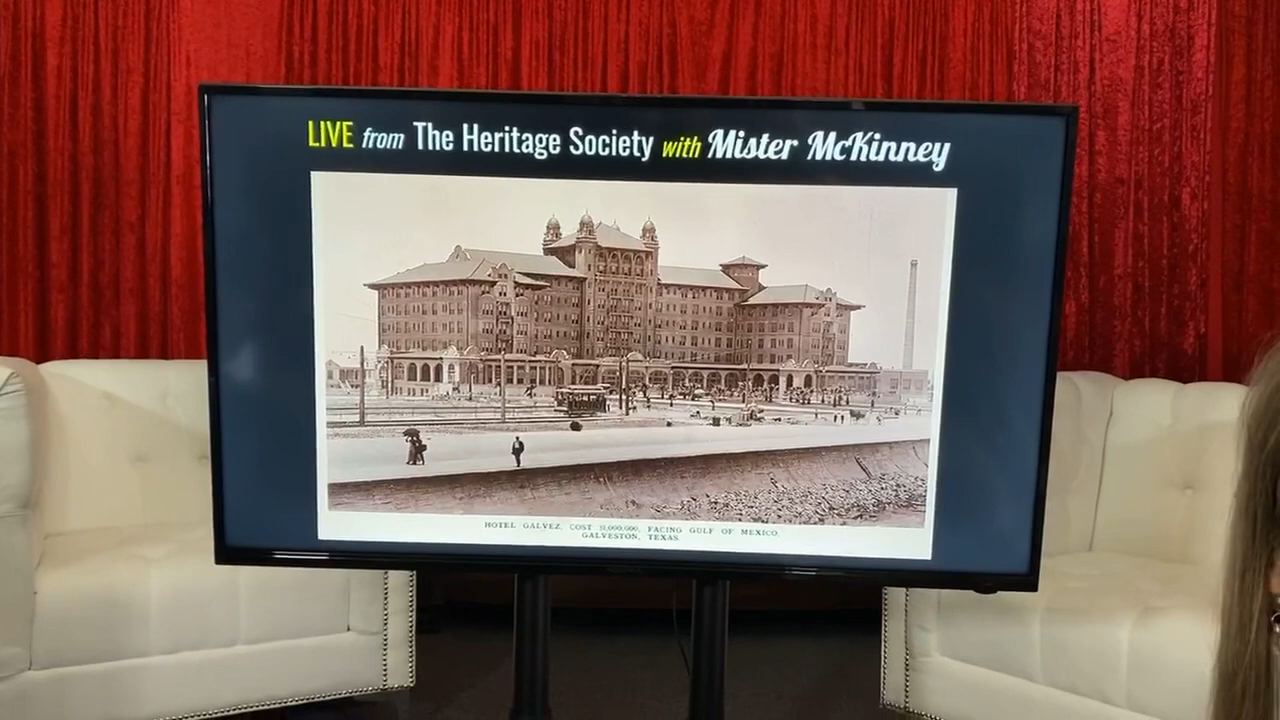 LIVE from The Heritage Society with Mister McKinney
HOTEL GALVEZ, COST $1,000,000, FACING GULF OF MEXICO,
GALVESTON, TEXAS.